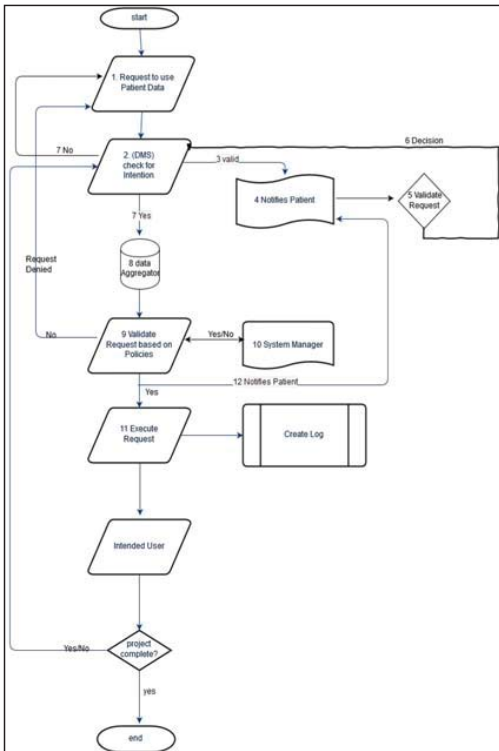 start
1. Request to use
Patient Data
6 Decision
7 No
2. (DMS)
check for
Intention
3 valid
4 Notifies Patient
5 Validate
Request
7 Yes
Request
Denied
8 data
Aggregator
No
9 Validate
Request based on
Policies
Yes/No
10 System Manager
12 Notifies Patient
Yes
11 Execute
Request
Create Log
Intended User
Yes/No
project
complete?
yes
end